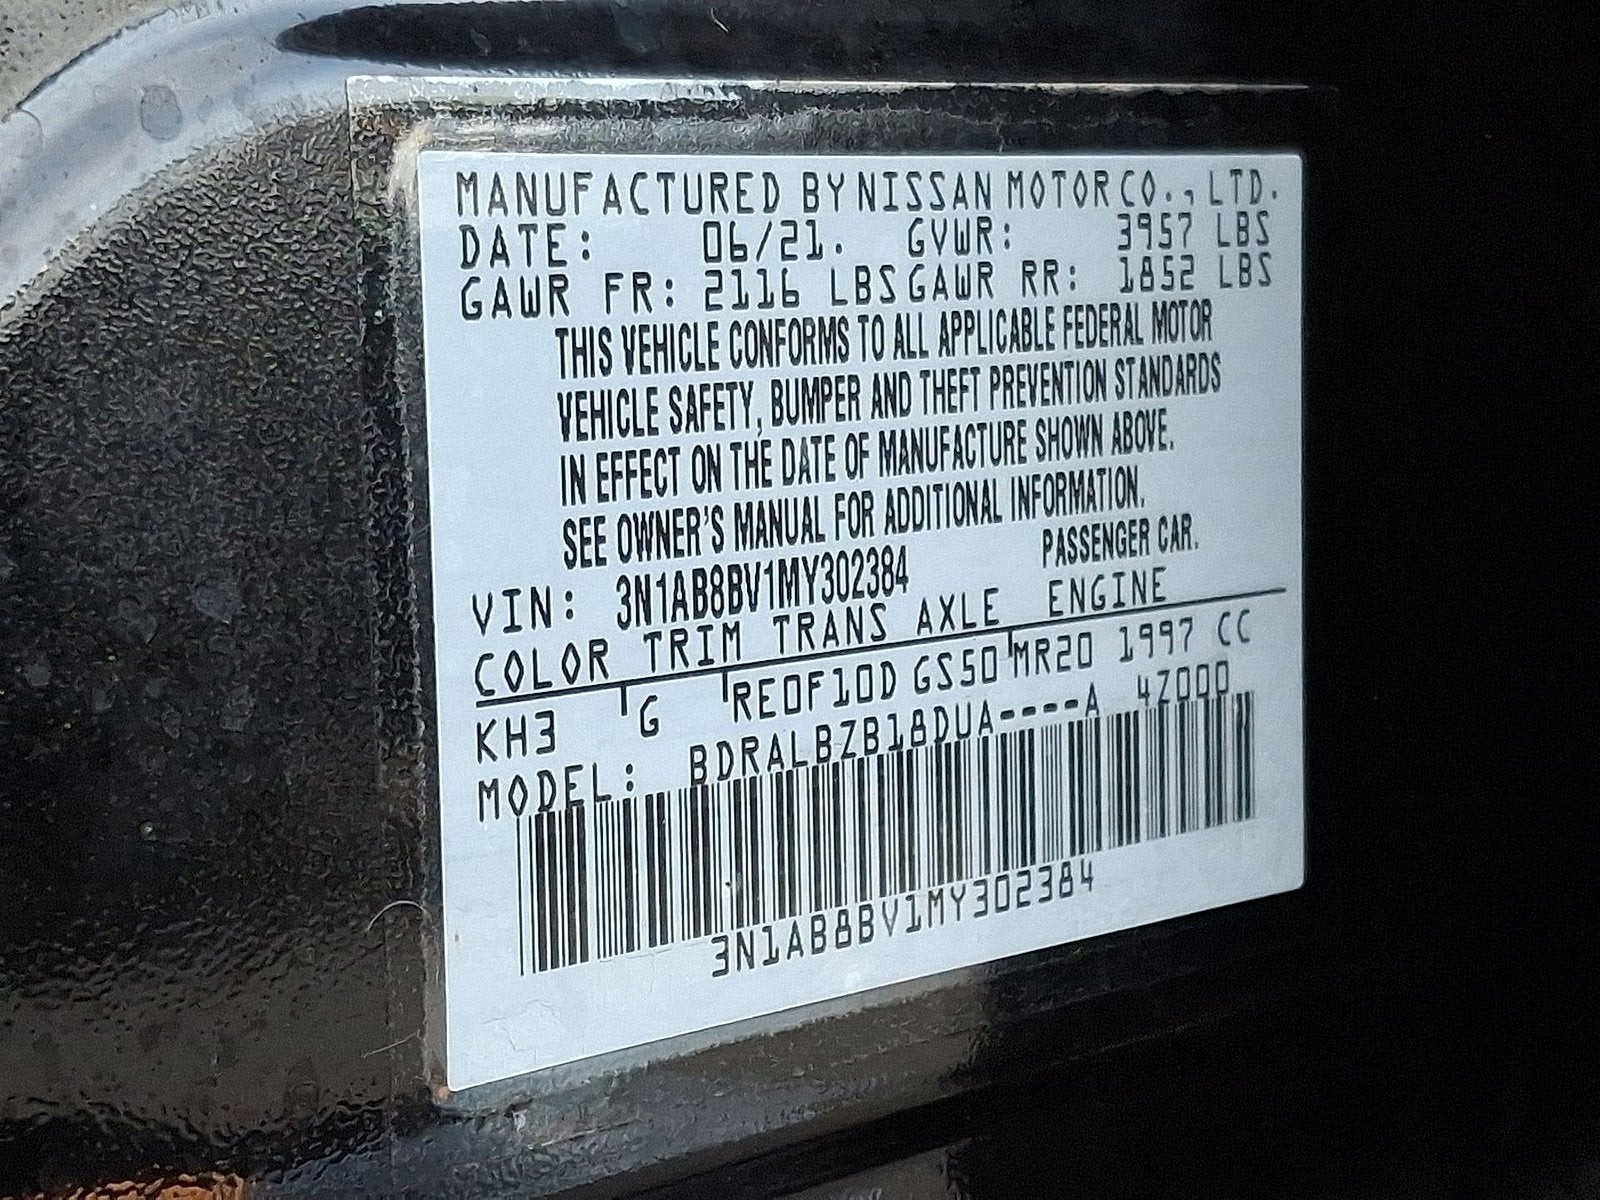 MANUFACTURED BY NISSAN MOTOR CO., LTD.
DATE: 06/21. GVWR: 3957 LBS
GAWR FR: 2116 LBS GAWR RR: 1852 LBS
THIS VEHICLE CONFORMS TO ALL APPLICABLE FEDERAL MOTOR
VEHICLE SAFETY, BUMPER AND THEFT PREVENTION STANDARDS
IN EFFECT ON THE DATE OF MANUFACTURE SHOWN ABOVE.
SEE OWNER'S MANUAL FOR ADDITIONAL INFORMATION.
VIN: 3N1AB8BV1MY302384 PASSENGER CAR.
COLOR TRIM TRANS AXLE ENGINE
KH3 G RE0F10D GS50 MR20 1997 CC
MODEL: BDRALBZB18DUA----A 4Z000
3N1AB8BV1MY302384